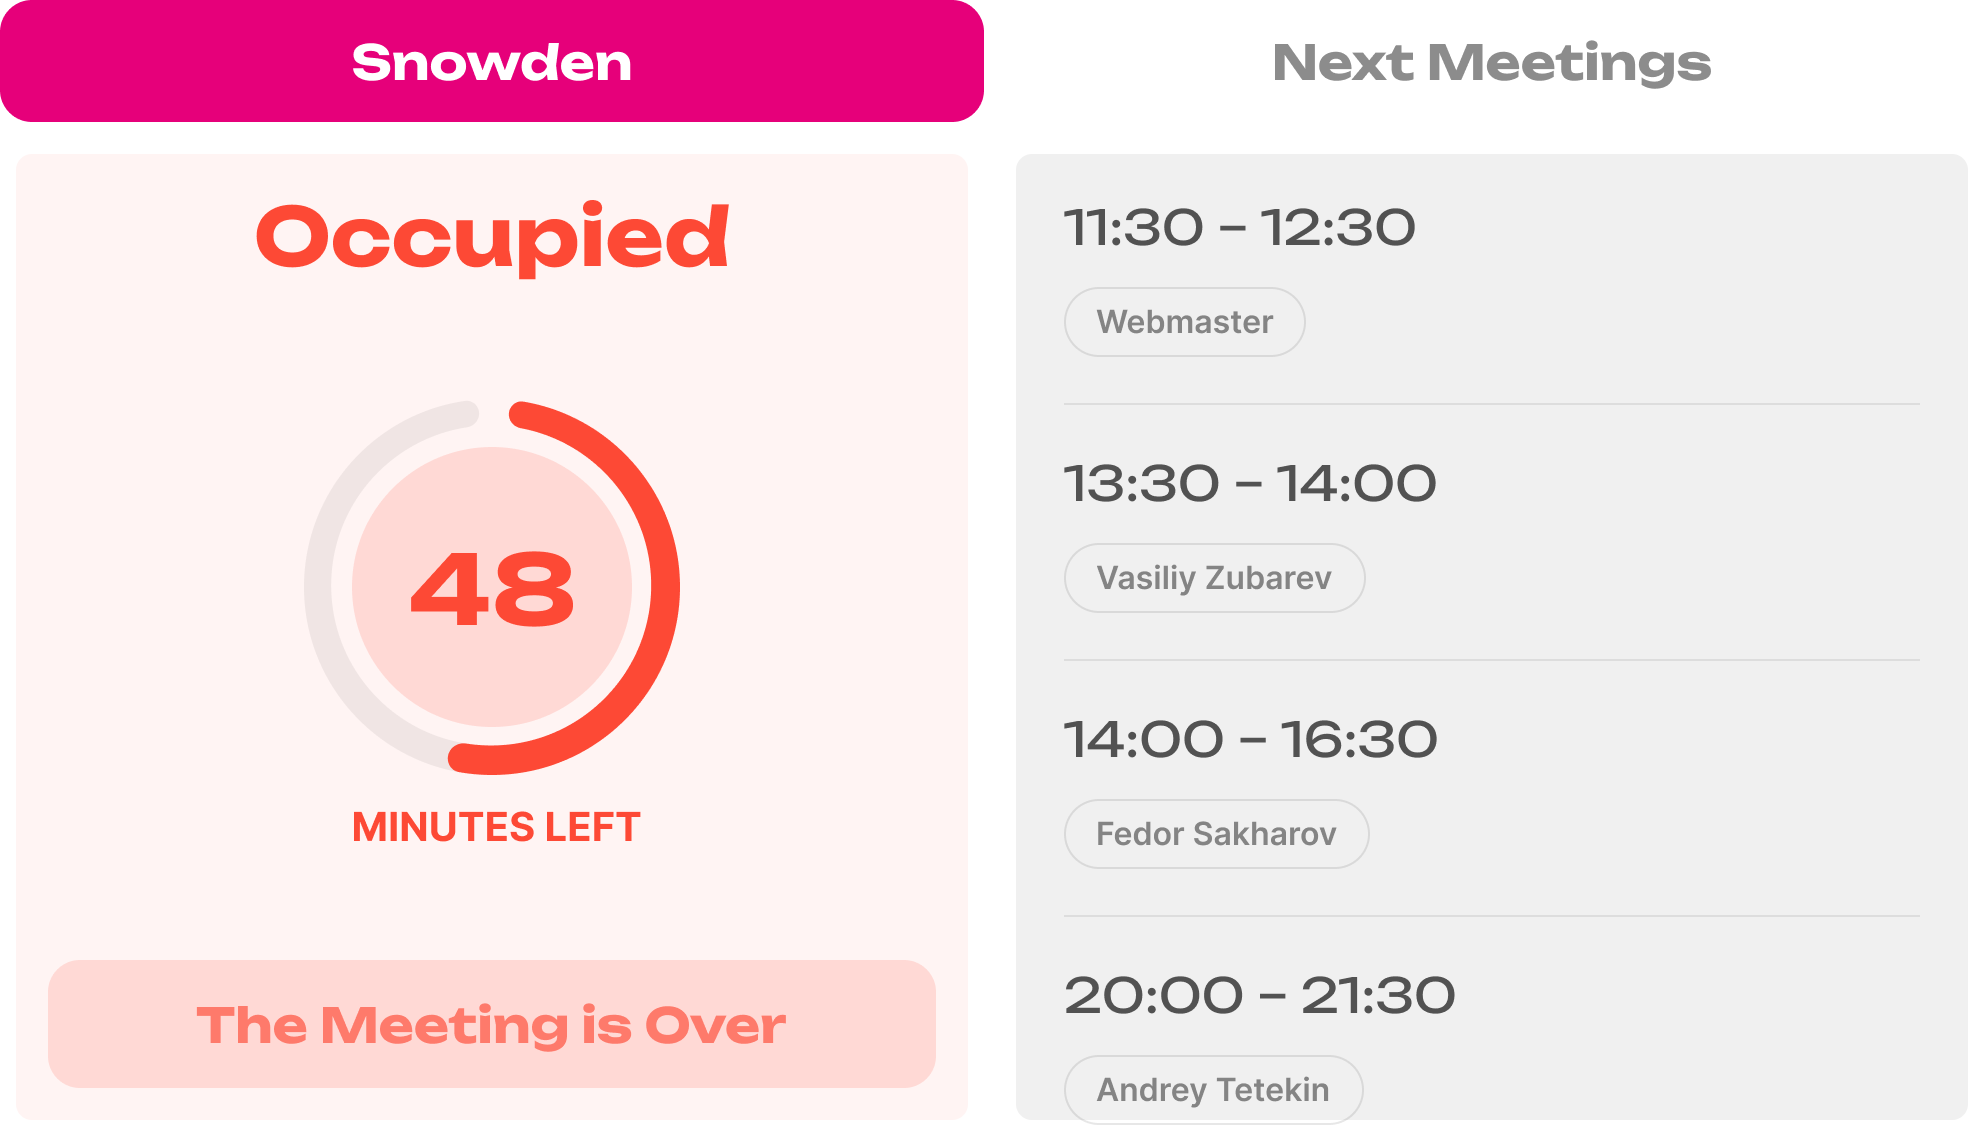 Snowden
Occupied
48
MINUTES LEFT
The Meeting is Over
Next Meetings
11:30 – 12:30
Webmaster
13:30 – 14:00
Vasiliy Zubarev
14:00 – 16:30
Fedor Sakharov
20:00 – 21:30
Andrey Tetekin